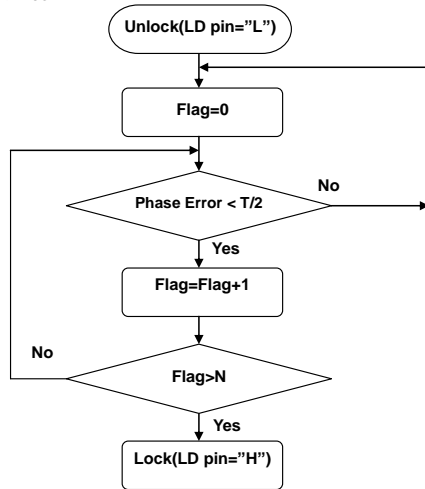 Unlock(LD pin="L")
Flag=0
Phase Error < T/2
No
Yes
Flag=Flag+1
No
Flag>N
Yes
Lock(LD pin="H")